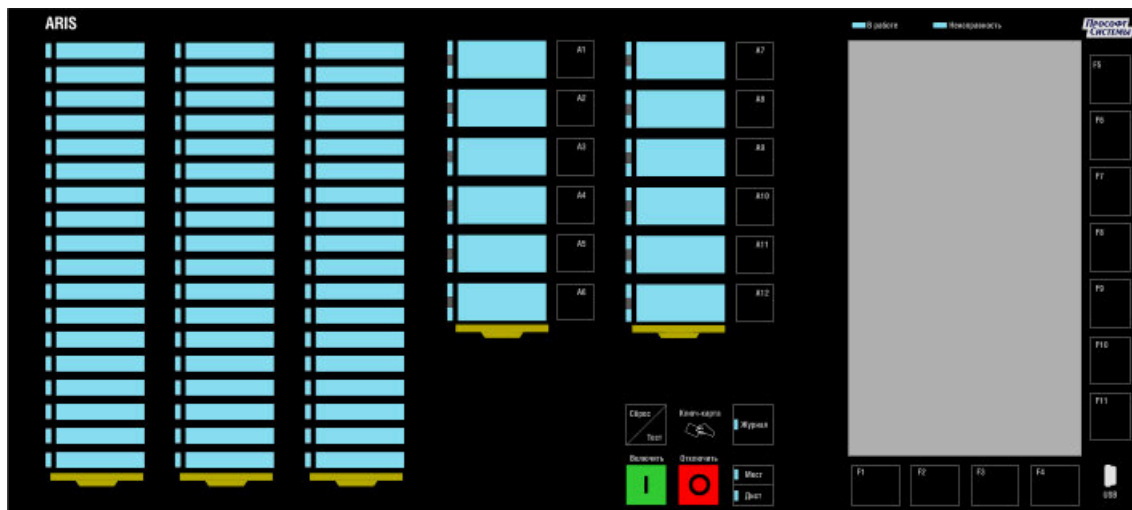 ARIS
В работе
Неисправность
Прософт
Системы
A1
A7
F5
A2
A8
F6
A3
A9
F7
A4
A10
F8
A5
A11
F9
A6
A12
F10
F11
Сброс
Тест
Ключ-карта
Журнал
Включить
Отключить
I
O
Мест
Дист
F1
F2
F3
F4
USB